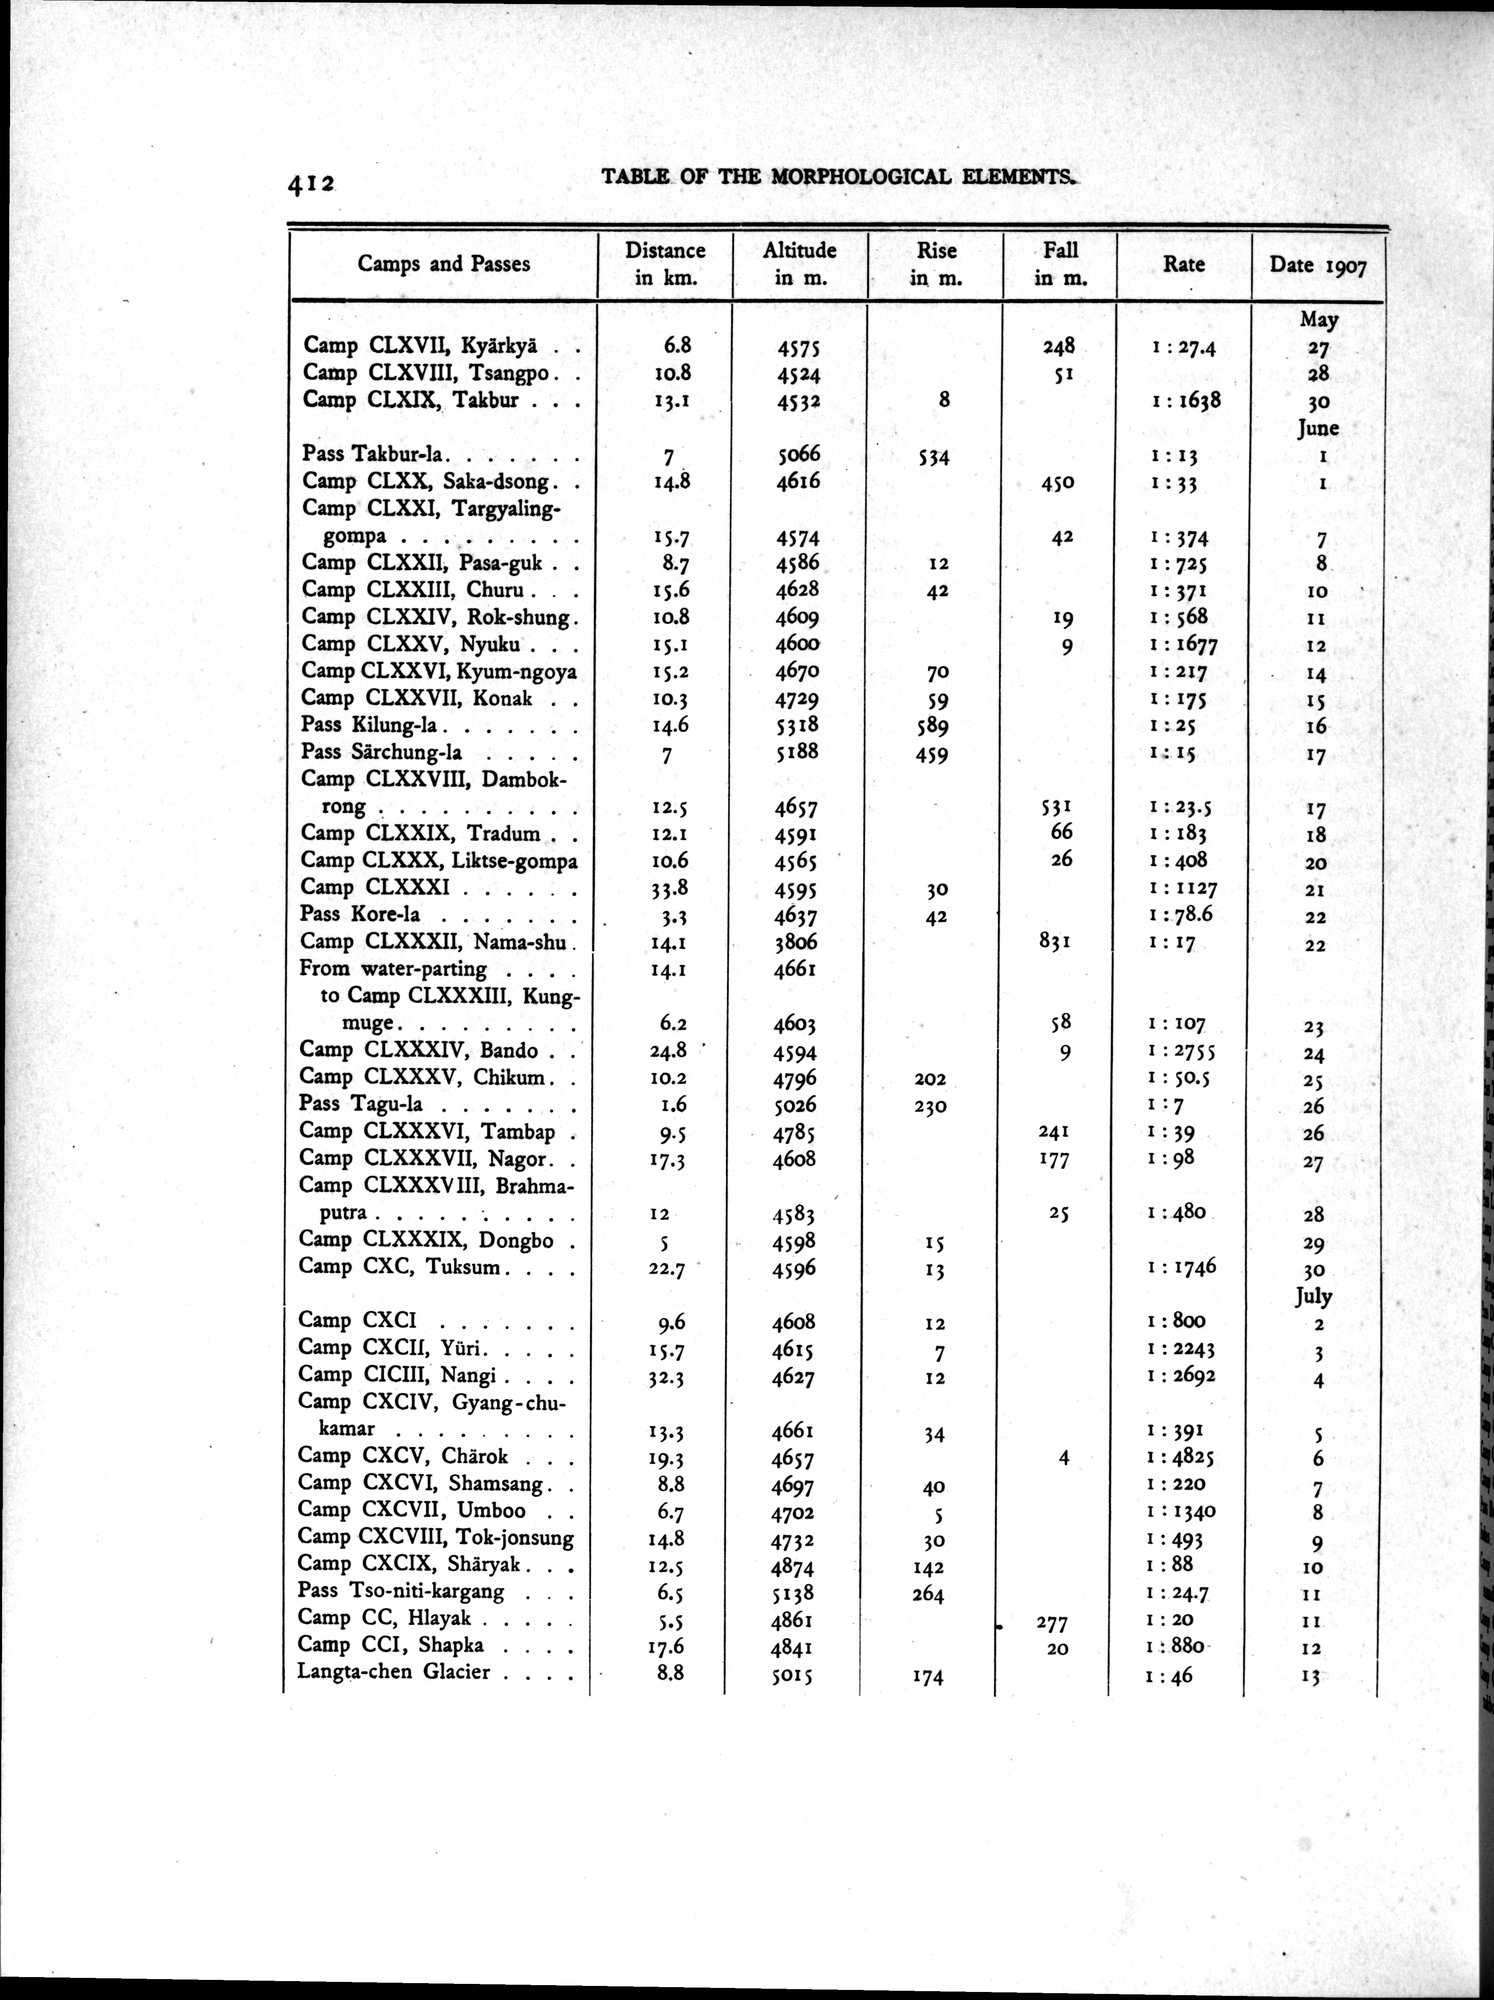 412 TABLE OF THE MORPHOLOGICAL ELEMENTS.
Camps and Passes | Distance in km. | Altitude in m. | Rise in m. | Fall in m. | Rate | Date 1907
May
Camp CLXVII, Kyärkyä . . 6.8 4575 248 1 : 27.4 27
Camp CLXVIII, Tsangpo. . 10.8 4524 51 28
Camp CLXIX, Takbur . . . 13.1 4532 8 1 : 1638 30
June
Pass Takbur-la. . . . . . . 7 5066 534 1 : 13 1
Camp CLXX, Saka-dsong. . 14.8 4616 450 1 : 33 1
Camp CLXXI, Targyaling-
gompa . . . . . . . . . 15.7 4574 42 1 : 374 7
Camp CLXXII, Pasa-guk . . 8.7 4586 12 1 : 725 8
Camp CLXXIII, Churu . . . 15.6 4628 42 1 : 371 10
Camp CLXXIV, Rok-shung. 10.8 4609 19 1 : 568 11
Camp CLXXV, Nyuku . . . 15.1 4600 9 1 : 1677 12
Camp CLXXVI, Kyum-ngoya 15.2 4670 70 1 : 217 14
Camp CLXXVII, Konak . . 10.3 4729 59 1 : 175 15
Pass Kilung-la. . . . . . . 14.6 5318 589 1 : 25 16
Pass Särchung-la . . . . . 7 5188 459 1 : 15 17
Camp CLXXVIII, Dambok-
rong . . . . . . . . . . 12.5 4657 531 1 : 23.5 17
Camp CLXXIX, Tradum . . 12.1 4591 66 1 : 183 18
Camp CLXXX, Liktse-gompa 10.6 4565 26 1 : 408 20
Camp CLXXXI . . . . . . 33.8 4595 30 1 : 1127 21
Pass Kore-la . . . . . . . 3.3 4637 42 1 : 78.6 22
Camp CLXXXII, Nama-shu . 14.1 3806 831 1 : 17 22
From water-parting . . . . 14.1 4661
to Camp CLXXXIII, Kung-
muge. . . . . . . . . 6.2 4603 58 1 : 107 23
Camp CLXXXIV, Bando . . 24.8 4594 9 1 : 2755 24
Camp CLXXXV, Chikum. . 10.2 4796 202 1 : 50.5 25
Pass Tagu-la . . . . . . . 1.6 5026 230 1 : 7 26
Camp CLXXXVI, Tambap . 9.5 4785 241 1 : 39 26
Camp CLXXXVII, Nagor. . 17.3 4608 177 1 : 98 27
Camp CLXXXVIII, Brahma-
putra . . . . . . . . . . 12 4583 25 1 : 480 28
Camp CLXXXIX, Dongbo . 5 4598 15 29
Camp CXC, Tuksum. . . . 22.7 4596 13 1 : 1746 30
July
Camp CXCI . . . . . . . 9.6 4608 12 1 : 800 2
Camp CXCII, Yüri. . . . . 15.7 4615 7 1 : 2243 3
Camp CICIII, Nangi . . . . 32.3 4627 12 1 : 2692 4
Camp CXCIV, Gyang-chu-
kamar . . . . . . . . . 13.3 4661 34 1 : 391 5
Camp CXCV, Chärok . . . 19.3 4657 4 1 : 4825 6
Camp CXCVI, Shamsang. . 8.8 4697 40 1 : 220 7
Camp CXCVII, Umboo . . 6.7 4702 5 1 : 1340 8
Camp CXCVIII, Tok-jonsung 14.8 4732 30 1 : 493 9
Camp CXCIX, Shäryak. . . 12.5 4874 142 1 : 88 10
Pass Tso-niti-kargang . . . 6.5 5138 264 1 : 24.7 11
Camp CC, Hlayak . . . . . 5.5 4861 277 1 : 20 11
Camp CCI, Shapka . . . . 17.6 4841 20 1 : 880 12
Langta-chen Glacier . . . . 8.8 5015 174 1 : 46 13